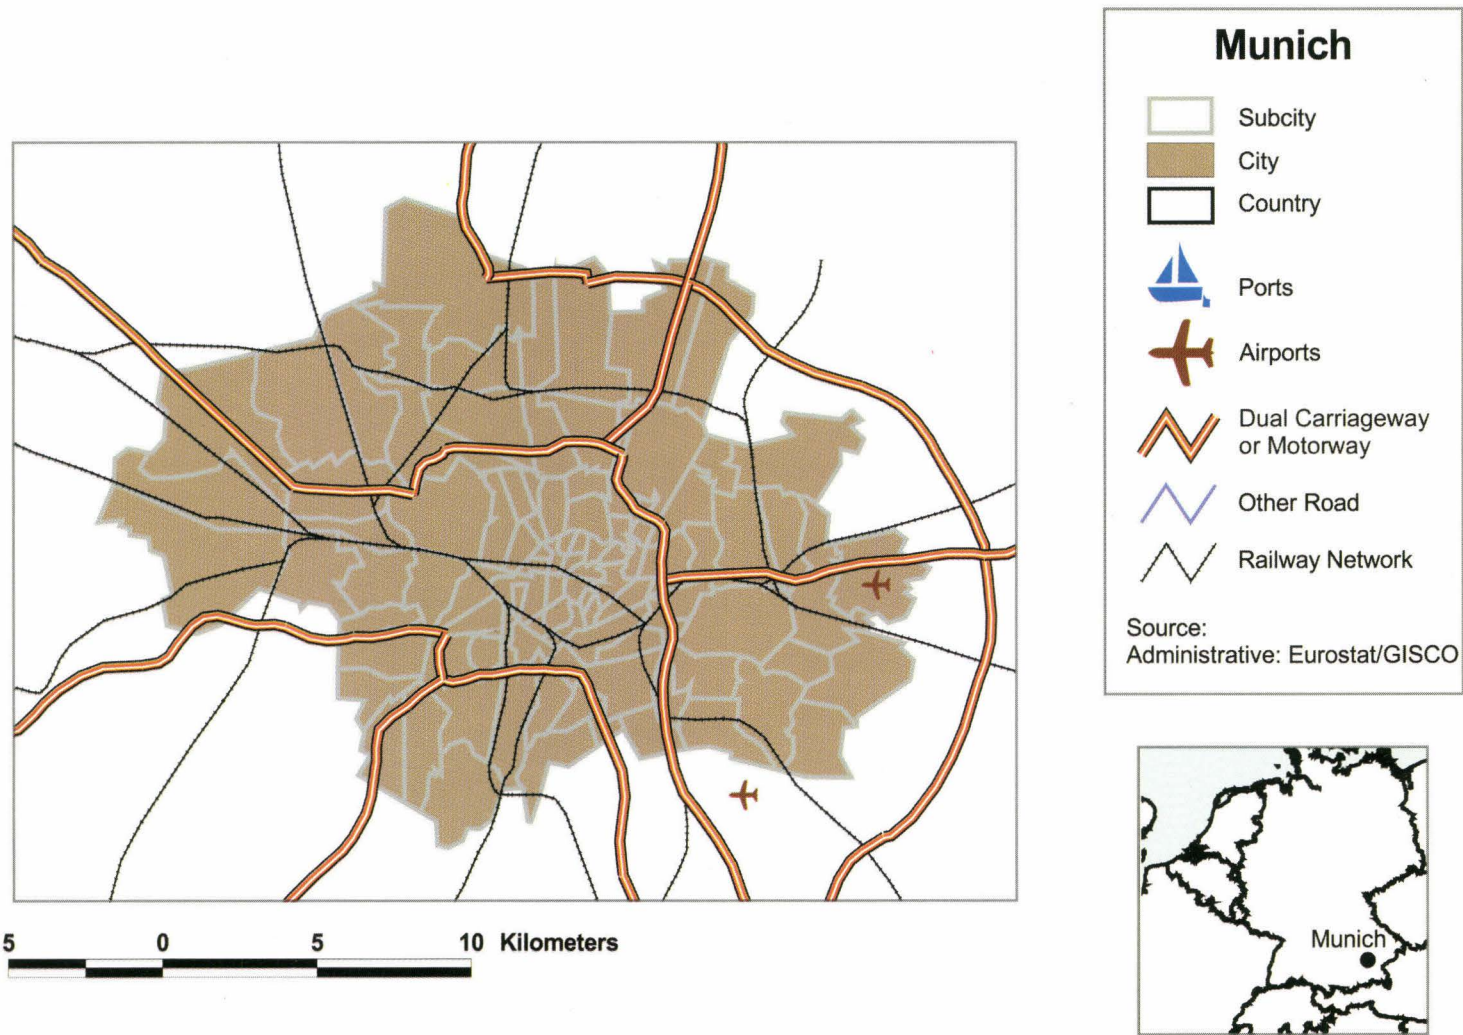 Munich
Subcity
City
Country
Ports
Airports
Dual Carriageway
or Motorway
Other Road
Railway Network
Source:
Administrative: Eurostat/GISCO
5 0 5 10 Kilometers
Munich